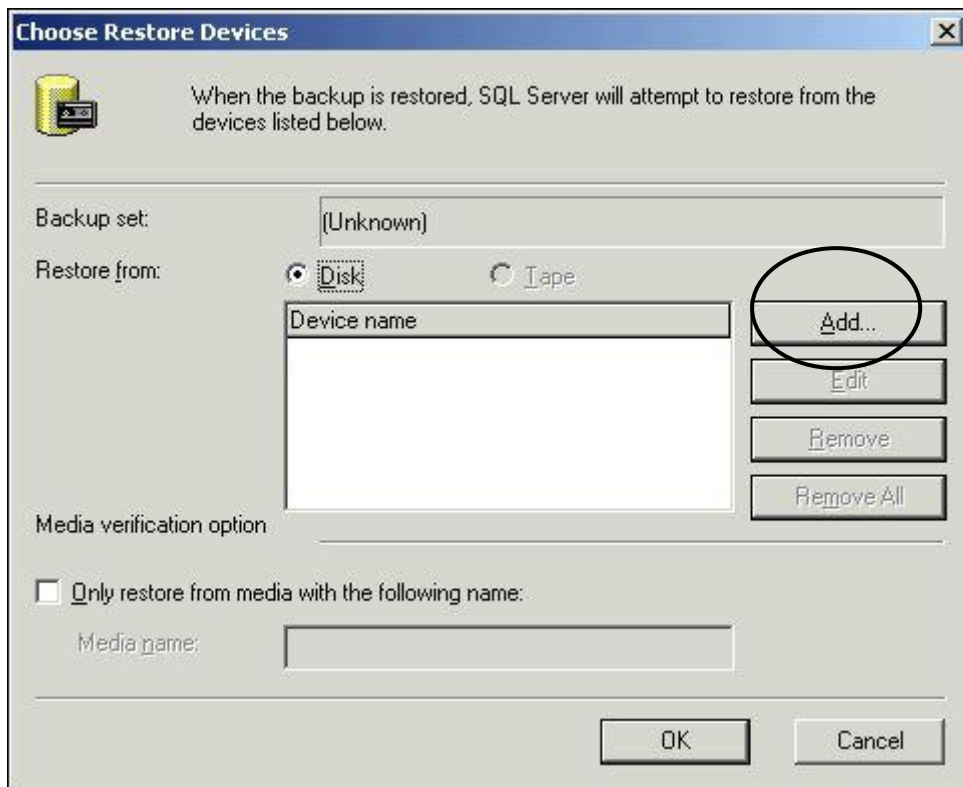 Choose Restore Devices
When the backup is restored, SQL Server will attempt to restore from the
devices listed below.
Backup set:
(Unknown)
Restore from:
Disk
Tape
Device name
Add...
Edit
Remove
Remove All
Media verification option
Only restore from media with the following name:
Media name:
OK
Cancel